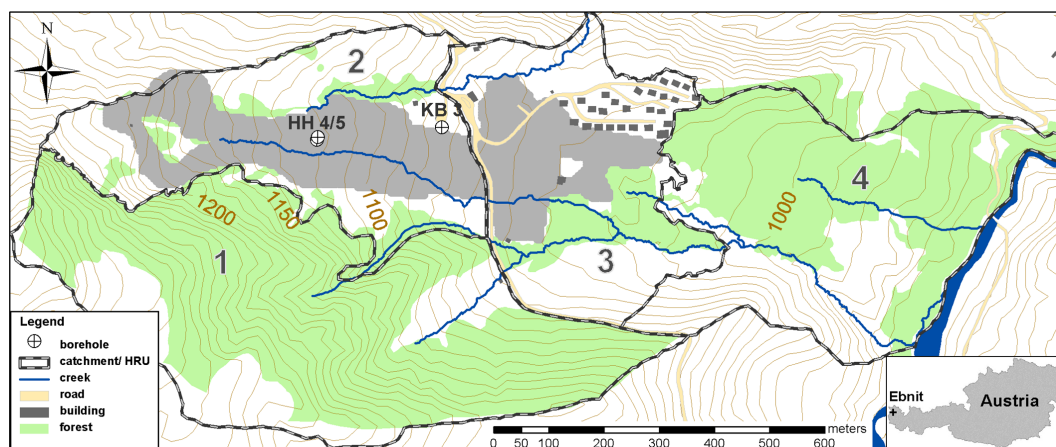 N
2
KB 3
HH 4/5
4
1000
1200
1150
1100
1
3
Legend
borehole
catchment/ HRU
creek
road
building
forest
meters
0 50 100 200 300 400 500 600
Ebnit
+
Austria